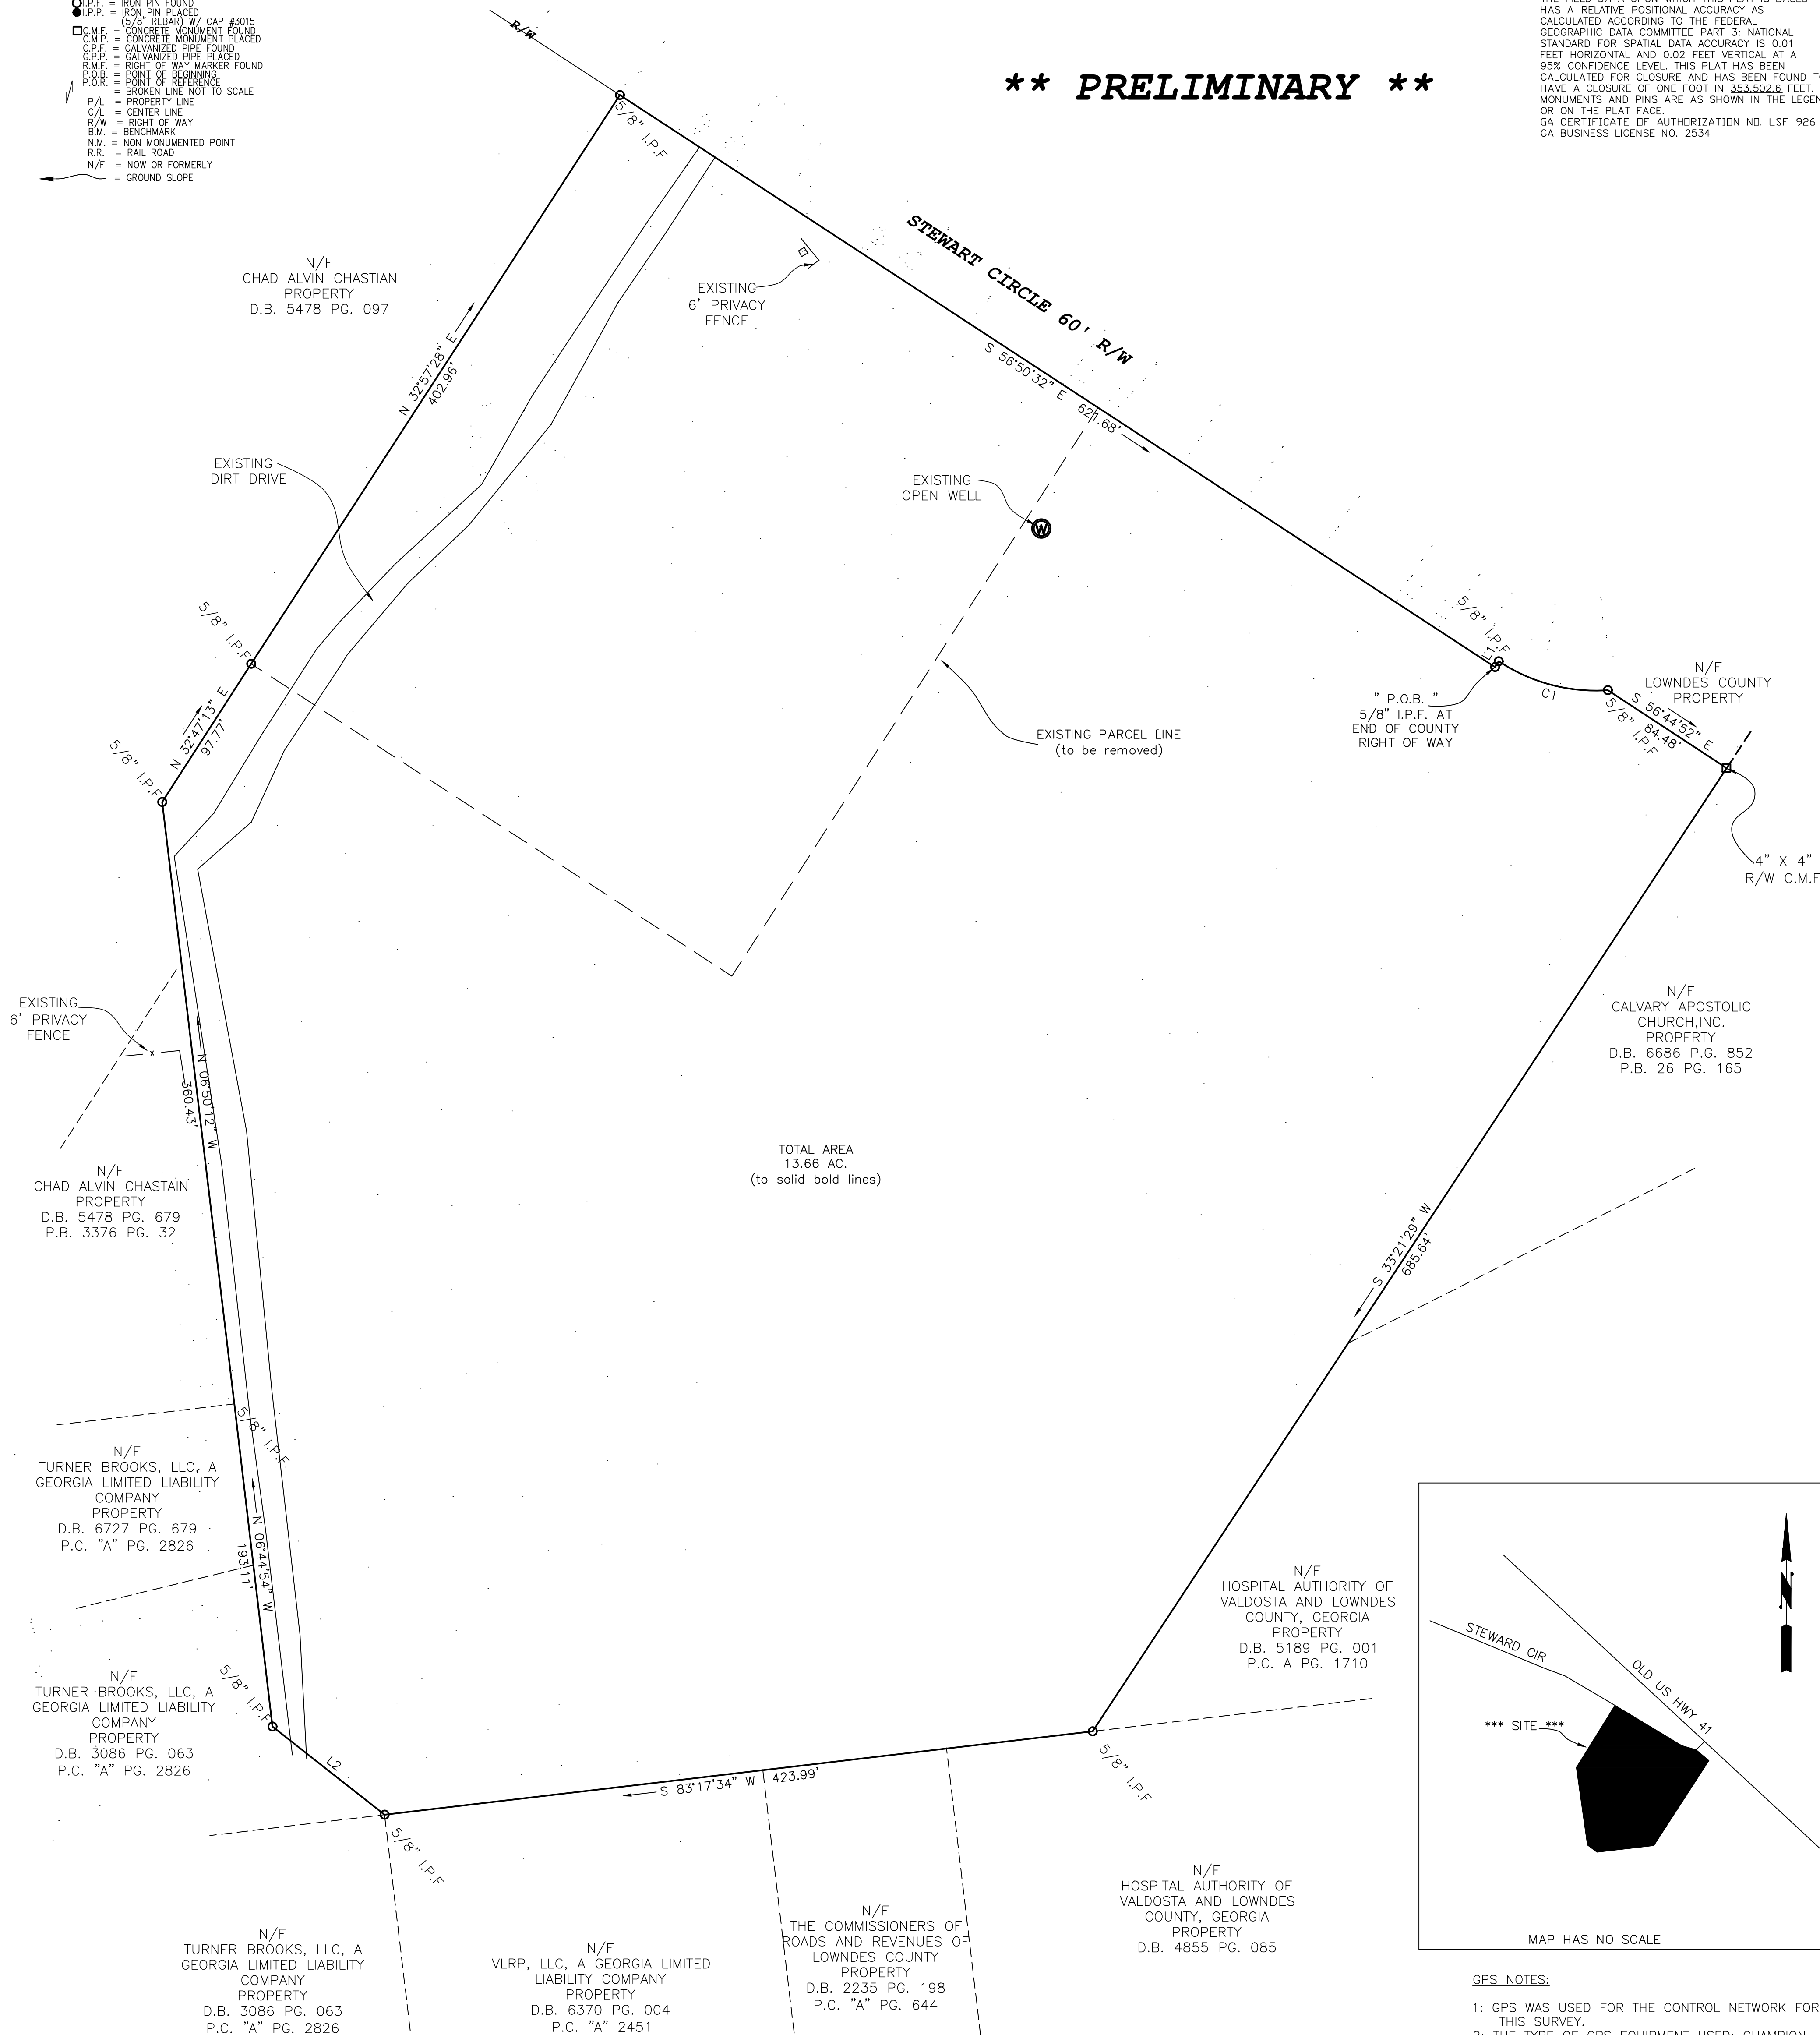 I.P.F. = IRON PIN FOUND
I.P.P. = IRON PIN PLACED
(5/8" REBAR) W/ CAP #3015
C.M.F. = CONCRETE MONUMENT FOUND
C.M.P. = CONCRETE MONUMENT PLACED
G.P.F. = GALVANIZED PIPE FOUND
G.P.P. = GALVANIZED PIPE PLACED
R.M.F. = RIGHT OF WAY MARKER FOUND
P.O.B. = POINT OF BEGINNING
P.O.R. = POINT OF REFERENCE
= BROKEN LINE NOT TO SCALE
P/L = PROPERTY LINE
C/L = CENTER LINE
R/W = RIGHT OF WAY
B.M. = BENCHMARK
N.M. = NON MONUMENTED POINT
R.R. = RAIL ROAD
N/F = NOW OR FORMERLY
= GROUND SLOPE
R/W
** PRELIMINARY **
THE FIELD DATA UPON WHICH THIS PLAT IS BASED
HAS A RELATIVE POSITIONAL ACCURACY AS
CALCULATED ACCORDING TO THE FEDERAL
GEOGRAPHIC DATA COMMITTEE PART 3: NATIONAL
STANDARD FOR SPATIAL DATA ACCURACY IS 0.01
FEET HORIZONTAL AND 0.02 FEET VERTICAL AT A
95% CONFIDENCE LEVEL. THIS PLAT HAS BEEN
CALCULATED FOR CLOSURE AND HAS BEEN FOUND TO
HAVE A CLOSURE OF ONE FOOT IN 353,502.6 FEET.
MONUMENTS AND PINS ARE AS SHOWN IN THE LEGEN
OR ON THE PLAT FACE.
GA CERTIFICATE OF AUTHORIZATION NO. LSF 926
GA BUSINESS LICENSE NO. 2534
5/8" I.P.F
STEWART CIRCLE 60' R/W
N/F
CHAD ALVIN CHASTIAN
PROPERTY
D.B. 5478 PG. 097
EXISTING
6' PRIVACY
FENCE
N 32°57'28" E
402.96'
S 56°50'32" E 621.68'
EXISTING
DIRT DRIVE
EXISTING
OPEN WELL
W
5/8" I.P.F
5/8" I.P.F
L1
C1
" P.O.B. "
5/8" I.P.F. AT
END OF COUNTY
RIGHT OF WAY
N/F
LOWNDES COUNTY
PROPERTY
S 56°44'52" E
84.48'
5/8" I.P.F
N 32°47'13" E
97.77'
5/8" I.P.F
EXISTING PARCEL LINE
(to be removed)
4" X 4"
R/W C.M.F
EXISTING
6' PRIVACY
FENCE
x
N 06°50'12" W
360.43'
N/F
CALVARY APOSTOLIC
CHURCH,INC.
PROPERTY
D.B. 6686 P.G. 852
P.B. 26 PG. 165
TOTAL AREA
13.66 AC.
(to solid bold lines)
N/F
CHAD ALVIN CHASTAIN
PROPERTY
D.B. 5478 PG. 679
P.B. 3376 PG. 32
S 33°21'29" W
685.64'
5/8" I.P.F
N/F
TURNER BROOKS, LLC, A
GEORGIA LIMITED LIABILITY
COMPANY
PROPERTY
D.B. 6727 PG. 679
P.C. "A" PG. 2826
N 06°44'54" W
193.11'
N/F
HOSPITAL AUTHORITY OF
VALDOSTA AND LOWNDES
COUNTY, GEORGIA
PROPERTY
D.B. 5189 PG. 001
P.C. A PG. 1710
N/F
TURNER BROOKS, LLC, A
GEORGIA LIMITED LIABILITY
COMPANY
PROPERTY
D.B. 3086 PG. 063
P.C. "A" PG. 2826
5/8" I.P.F
L2
S 83°17'34" W 423.99'
5/8" I.P.F
5/8" I.P.F
N
STEWARD CIR
OLD US HWY 41
*** SITE ***
MAP HAS NO SCALE
N/F
TURNER BROOKS, LLC, A
GEORGIA LIMITED LIABILITY
COMPANY
PROPERTY
D.B. 3086 PG. 063
P.C. "A" PG. 2826
N/F
VLRP, LLC, A GEORGIA LIMITED
LIABILITY COMPANY
PROPERTY
D.B. 6370 PG. 004
P.C. "A" 2451
N/F
THE COMMISSIONERS OF
ROADS AND REVENUES OF
LOWNDES COUNTY
PROPERTY
D.B. 2235 PG. 198
P.C. "A" PG. 644
N/F
HOSPITAL AUTHORITY OF
VALDOSTA AND LOWNDES
COUNTY, GEORGIA
PROPERTY
D.B. 4855 PG. 085
GPS NOTES:
1: GPS WAS USED FOR THE CONTROL NETWORK FOR
THIS SURVEY.
2: THE TYPE OF GPS EQUIPMENT USED: CHAMPION